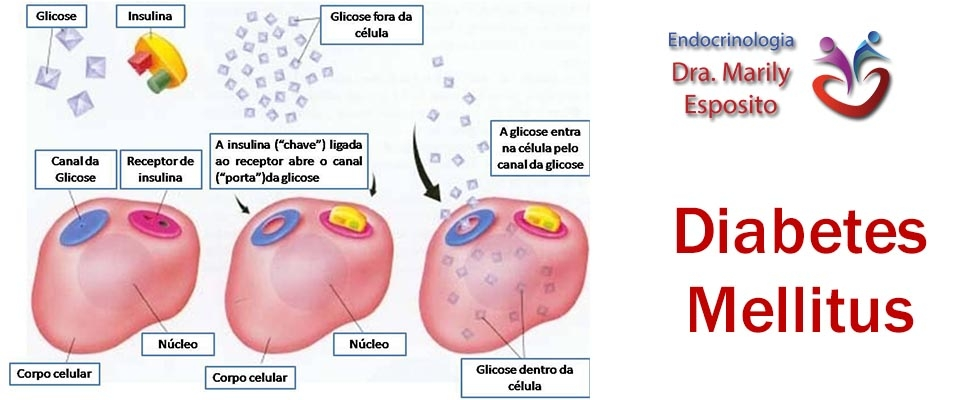 Glicose
Insulina
Glicose fora da
célula
Canal da
Glicose
Receptor de
insulina
A insulina (“chave”) ligada
ao receptor abre o canal
(“porta”)da glicose
A glicose entra
na célula pelo
canal da glicose
Núcleo
Núcleo
Corpo celular
Corpo celular
Glicose dentro da
célula
Endocrinologia
Dra. Marily
Esposito
Diabetes
Mellitus